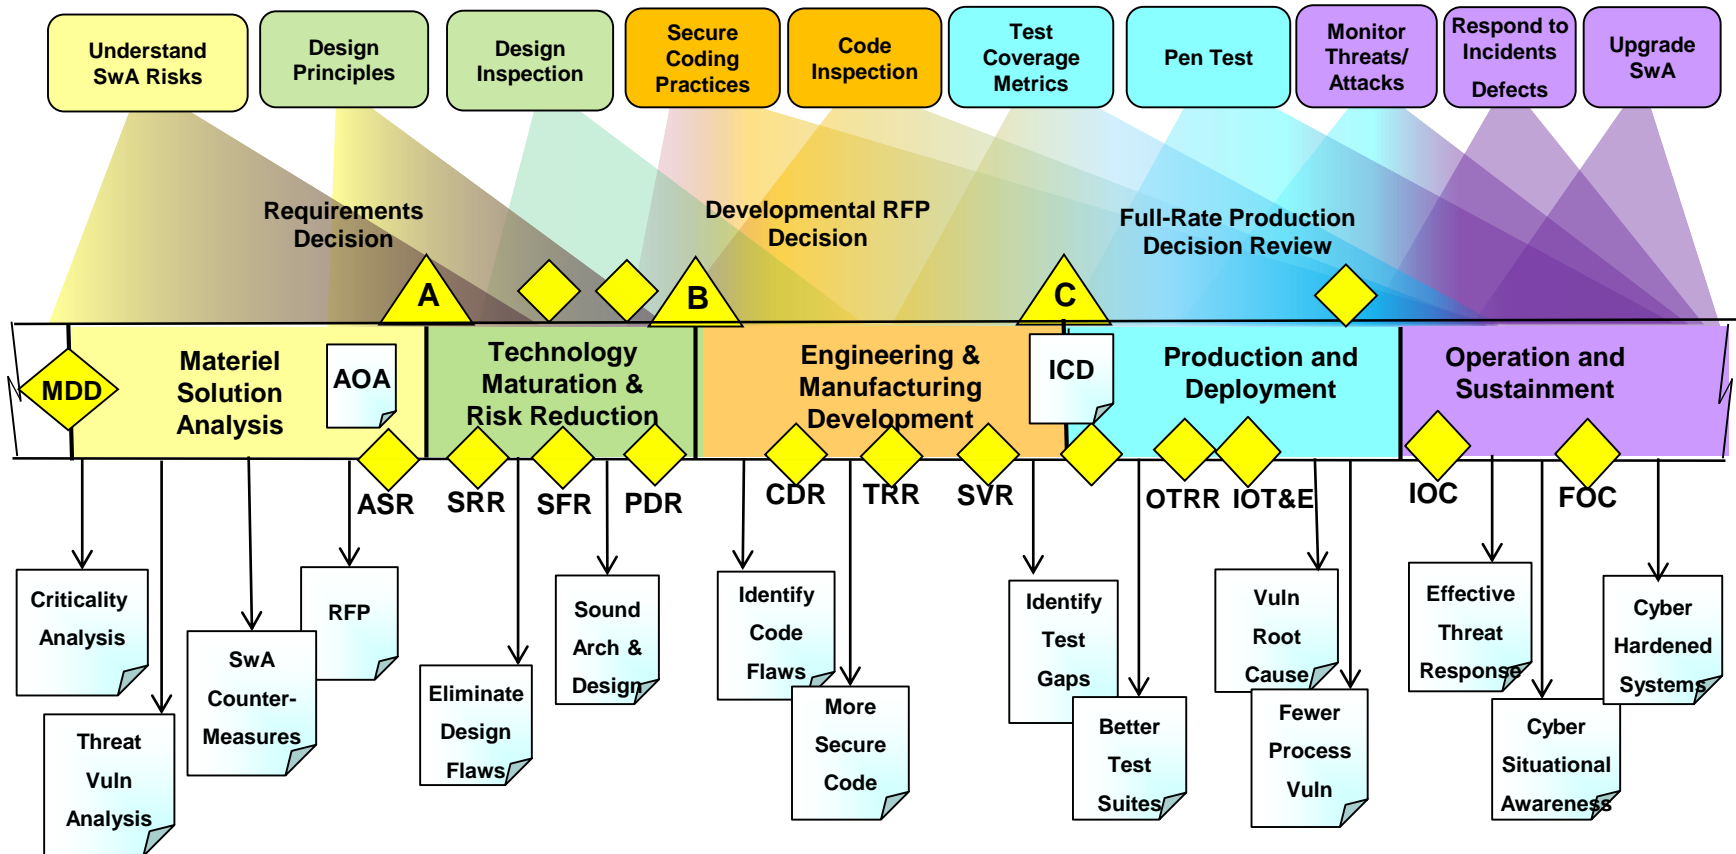 Understand
SwA Risks
Design
Principles
Design
Inspection
Secure
Coding
Practices
Code
Inspection
Test
Coverage
Metrics
Pen Test
Monitor
Threats/
Attacks
Respond to
Incidents
Defects
Upgrade
SwA
Requirements
Decision
Developmental RFP
Decision
Full-Rate Production
Decision Review
A
B
C
MDD
Materiel
Solution
Analysis
AOA
Technology
Maturation &
Risk Reduction
Engineering &
Manufacturing
Development
ICD
Production and
Deployment
Operation and
Sustainment
ASR
SRR
SFR
PDR
CDR
TRR
SVR
OTRR
IOT&E
IOC
FOC
Criticality
Analysis
Threat
Vuln
Analysis
SwA
Counter-
Measures
RFP
Eliminate
Design
Flaws
Sound
Arch &
Design
Identify
Code
Flaws
More
Secure
Code
Identify
Test
Gaps
Better
Test
Suites
Vuln
Root
Cause
Fewer
Process
Vuln
Effective
Threat
Response
Cyber
Situational
Awareness
Cyber
Hardened
Systems